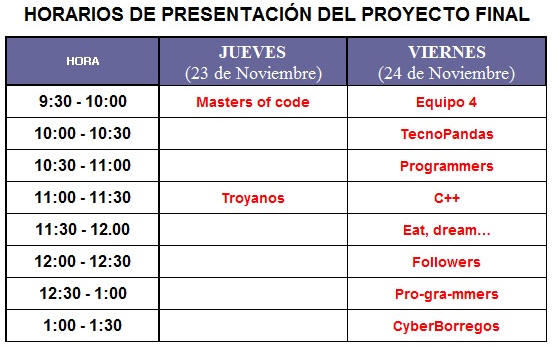 HORARIOS DE PRESENTACIÓN DEL PROYECTO FINAL
HORA JUEVES (23 de Noviembre) VIERNES (24 de Noviembre)
9:30 - 10:00 Masters of code Equipo 4
10:00 - 10:30 TecnoPandas
10:30 - 11:00 Programmers
11:00 - 11:30 Troyanos C++
11:30 - 12.00 Eat, dream...
12:00 - 12:30 Followers
12:30 - 1:00 Pro-gra-mmers
1:00 - 1:30 CyberBorregos